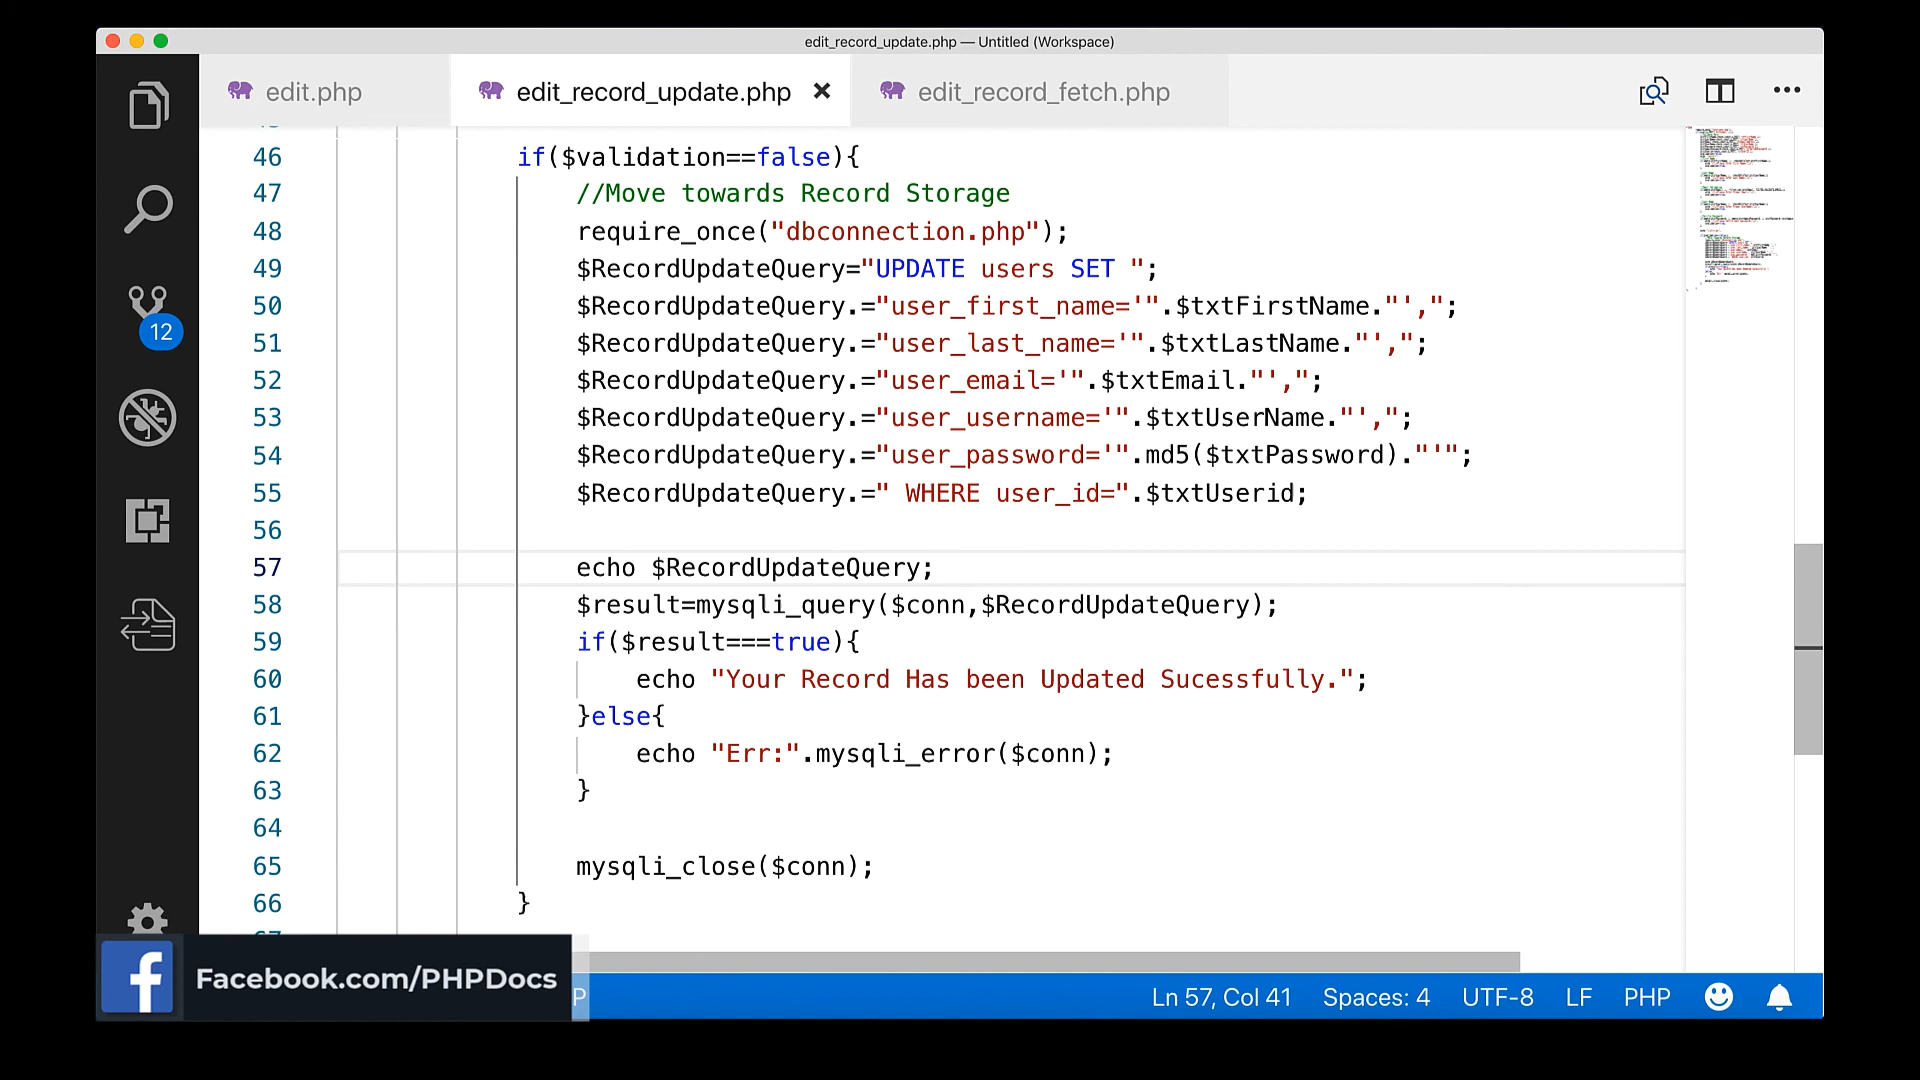 edit_record_update.php — Untitled (Workspace)
edit.php
edit_record_update.php
edit_record_fetch.php
46 if($validation==false){
47 //Move towards Record Storage
48 require_once("dbconnection.php");
49 $RecordUpdateQuery="UPDATE users SET ";
50 $RecordUpdateQuery.="user_first_name='".$txtFirstName."',";
51 $RecordUpdateQuery.="user_last_name='".$txtLastName."',";
52 $RecordUpdateQuery.="user_email='".$txtEmail."',";
53 $RecordUpdateQuery.="user_username='".$txtUserName."',";
54 $RecordUpdateQuery.="user_password='".md5($txtPassword)."'";
55 $RecordUpdateQuery.=" WHERE user_id=".$txtUserid;
56
57 echo $RecordUpdateQuery;
58 $result=mysqli_query($conn,$RecordUpdateQuery);
59 if($result===true){
60 echo "Your Record Has been Updated Sucessfully.";
61 }else{
62 echo "Err:".mysqli_error($conn);
63 }
64
65 mysqli_close($conn);
66 }
12
Facebook.com/PHPDocs
P
Ln 57, Col 41 Spaces: 4 UTF-8 LF PHP